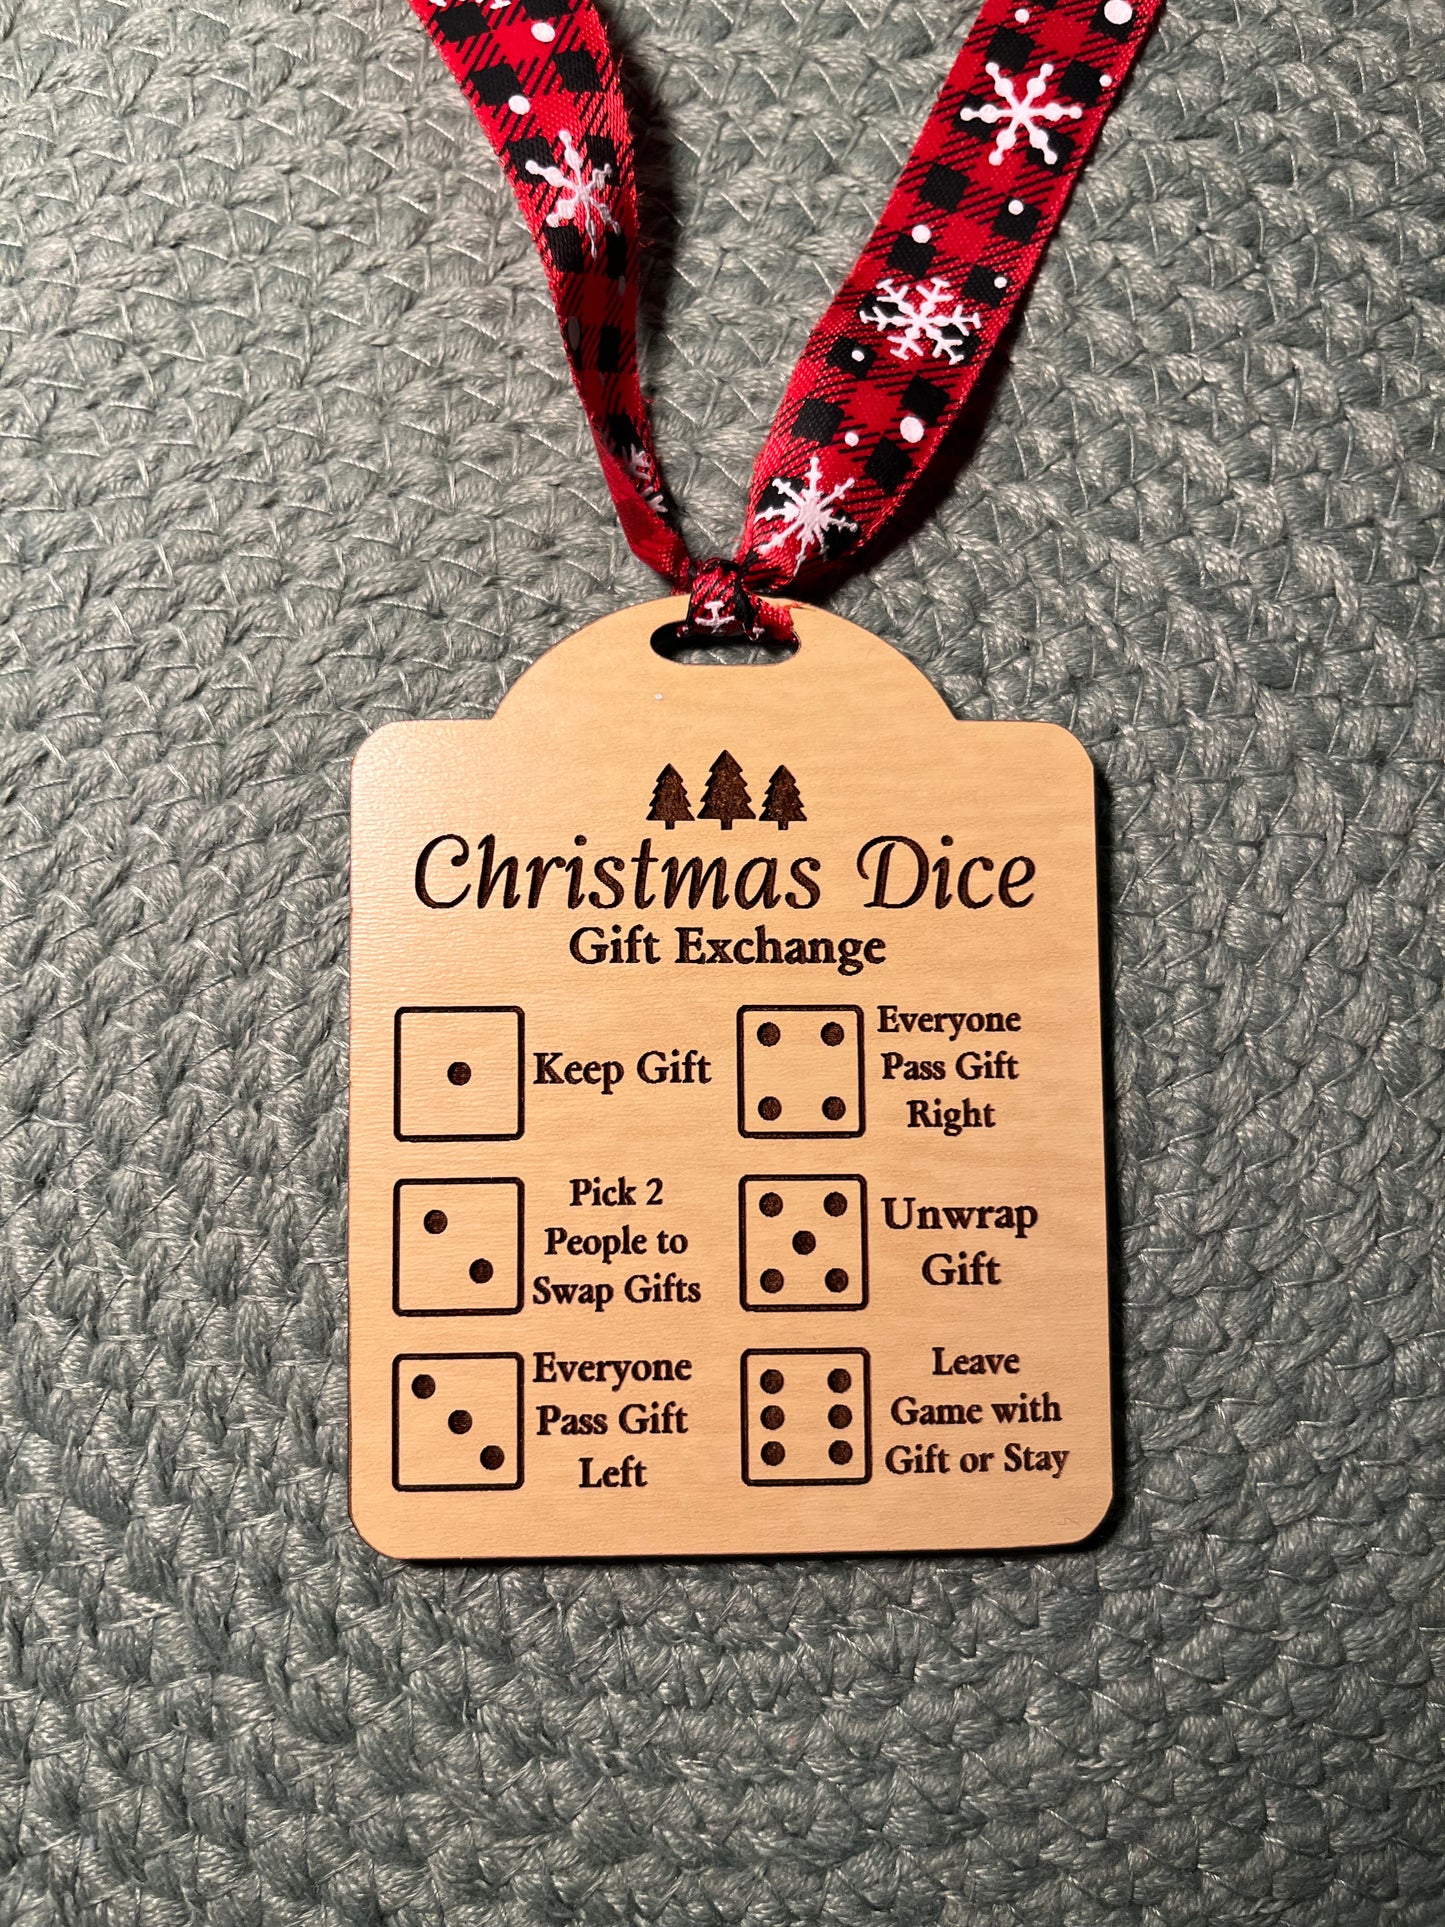 Christmas Dice
Gift Exchange
Keep Gift
Pick 2
People to
Swap Gifts
Everyone
Pass Gift
Left
Everyone
Pass Gift
Right
Unwrap
Gift
Leave
Game with
Gift or Stay